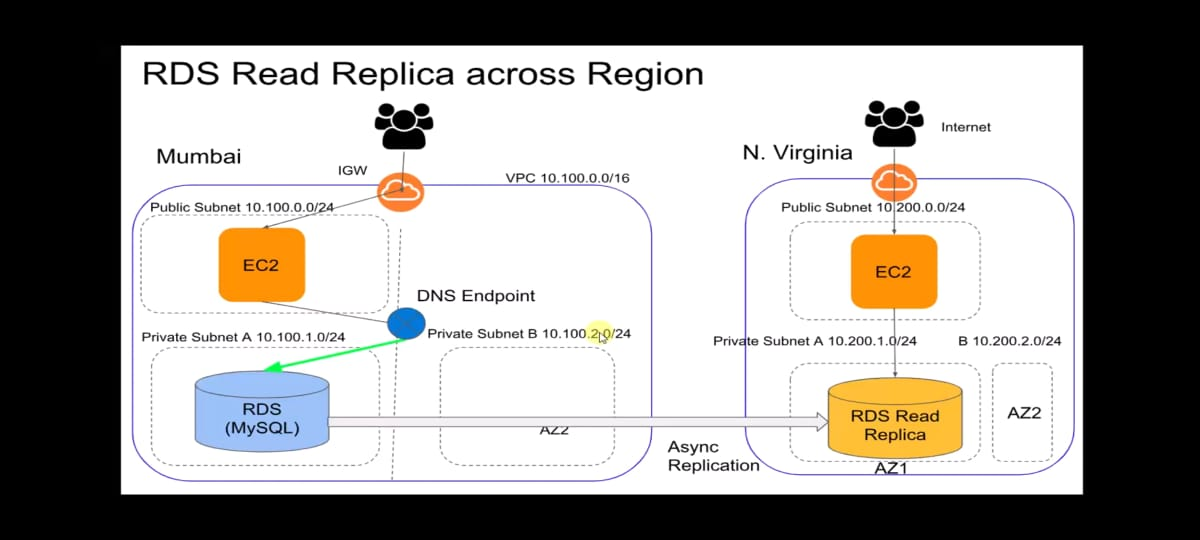 RDS Read Replica across Region
Internet
Mumbai
N. Virginia
IGW
VPC 10.100.0.0/16
Public Subnet 10.100.0.0/24
Public Subnet 10.200.0.0/24
EC2
EC2
DNS Endpoint
Private Subnet A 10.100.1.0/24
Private Subnet B 10.100.2.0/24
Private Subnet A 10.200.1.0/24
B 10.200.2.0/24
RDS
(MySQL)
AZ2
RDS Read
Replica
AZ2
Async
Replication
AZ1